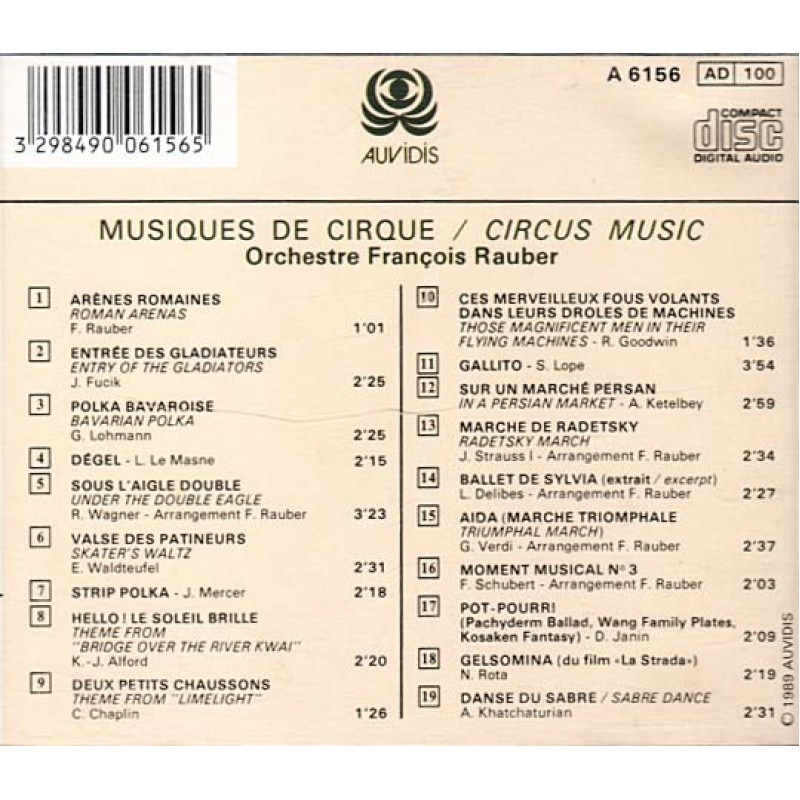 3 298490 061565
AUVIDIS
A 6156 AD 100
COMPACT
disc
DIGITAL AUDIO
MUSIQUES DE CIRQUE / CIRCUS MUSIC
Orchestre François Rauber
1 ARÈNES ROMAINES
ROMAN ARENAS
F. Rauber 1'01
2 ENTRÉE DES GLADIATEURS
ENTRY OF THE GLADIATORS
J. Fucik 2'25
3 POLKA BAVAROISE
BAVARIAN POLKA
G. Lohmann 2'25
4 DÉGEL - L. Le Masne 2'15
5 SOUS L'AIGLE DOUBLE
UNDER THE DOUBLE EAGLE
R. Wagner - Arrangement F. Rauber 3'23
6 VALSE DES PATINEURS
SKATER'S WALTZ
E. Waldteufel 2'31
7 STRIP POLKA - J. Mercer 2'18
8 HELLO ! LE SOLEIL BRILLE
THEME FROM
"BRIDGE OVER THE RIVER KWAI"
K.-J. Alford 2'20
9 DEUX PETITS CHAUSSONS
THEME FROM "LIMELIGHT"
C. Chaplin 1'26
10 CES MERVEILLEUX FOUS VOLANTS
DANS LEURS DROLES DE MACHINES
THOSE MAGNIFICENT MEN IN THEIR
FLYING MACHINES - R. Goodwin 1'36
11 GALLITO - S. Lope 3'54
12 SUR UN MARCHÉ PERSAN
IN A PERSIAN MARKET - A. Ketelbey 2'59
13 MARCHE DE RADETSKY
RADETSKY MARCH
J. Strauss I - Arrangement F. Rauber 2'34
14 BALLET DE SYLVIA (extrait / excerpt)
L. Delibes - Arrangement F. Rauber 2'27
15 AIDA (MARCHE TRIOMPHALE
TRIUMPHAL MARCH)
G. Verdi - Arrangement F. Rauber 2'37
16 MOMENT MUSICAL N° 3
F. Schubert - Arrangement F. Rauber 2'03
17 POT-POURRI
(Pachyderm Ballad, Wang Family Plates,
Kosaken Fantasy) - D. Janin 2'09
18 GELSOMINA (du film «La Strada»)
N. Rota 2'19
19 DANSE DU SABRE / SABRE DANCE
A. Khatchaturian 2'31
© 1989 AUVIDIS